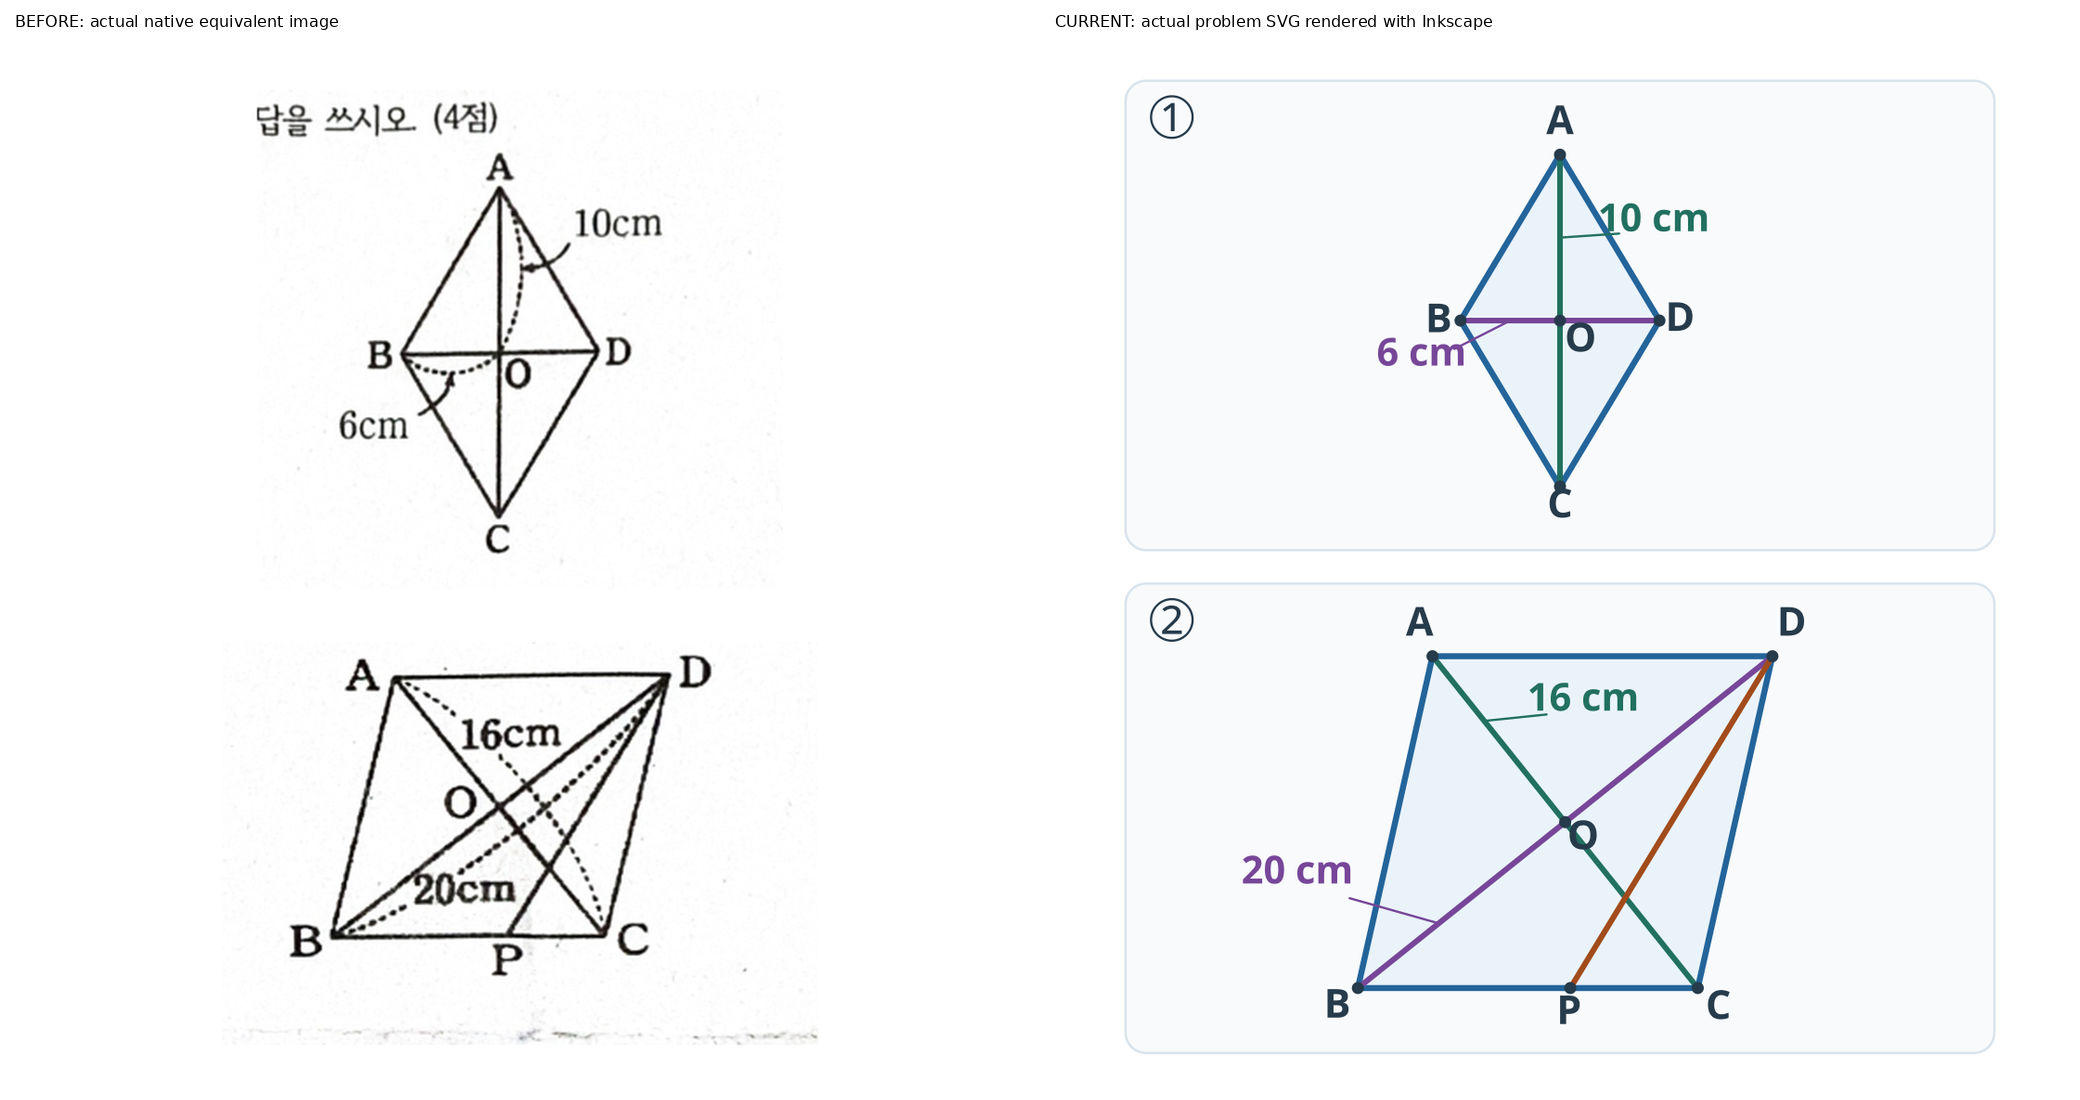 BEFORE: actual native equivalent image
답을 쓰시오. (4점)
A
10cm
B
D
O
6cm
C
A
D
16cm
O
20cm
B
P
C
CURRENT: actual problem SVG rendered with Inkscape
①
A
10 cm
B
D
O
6 cm
C
②
A
D
16 cm
O
20 cm
B
P
C